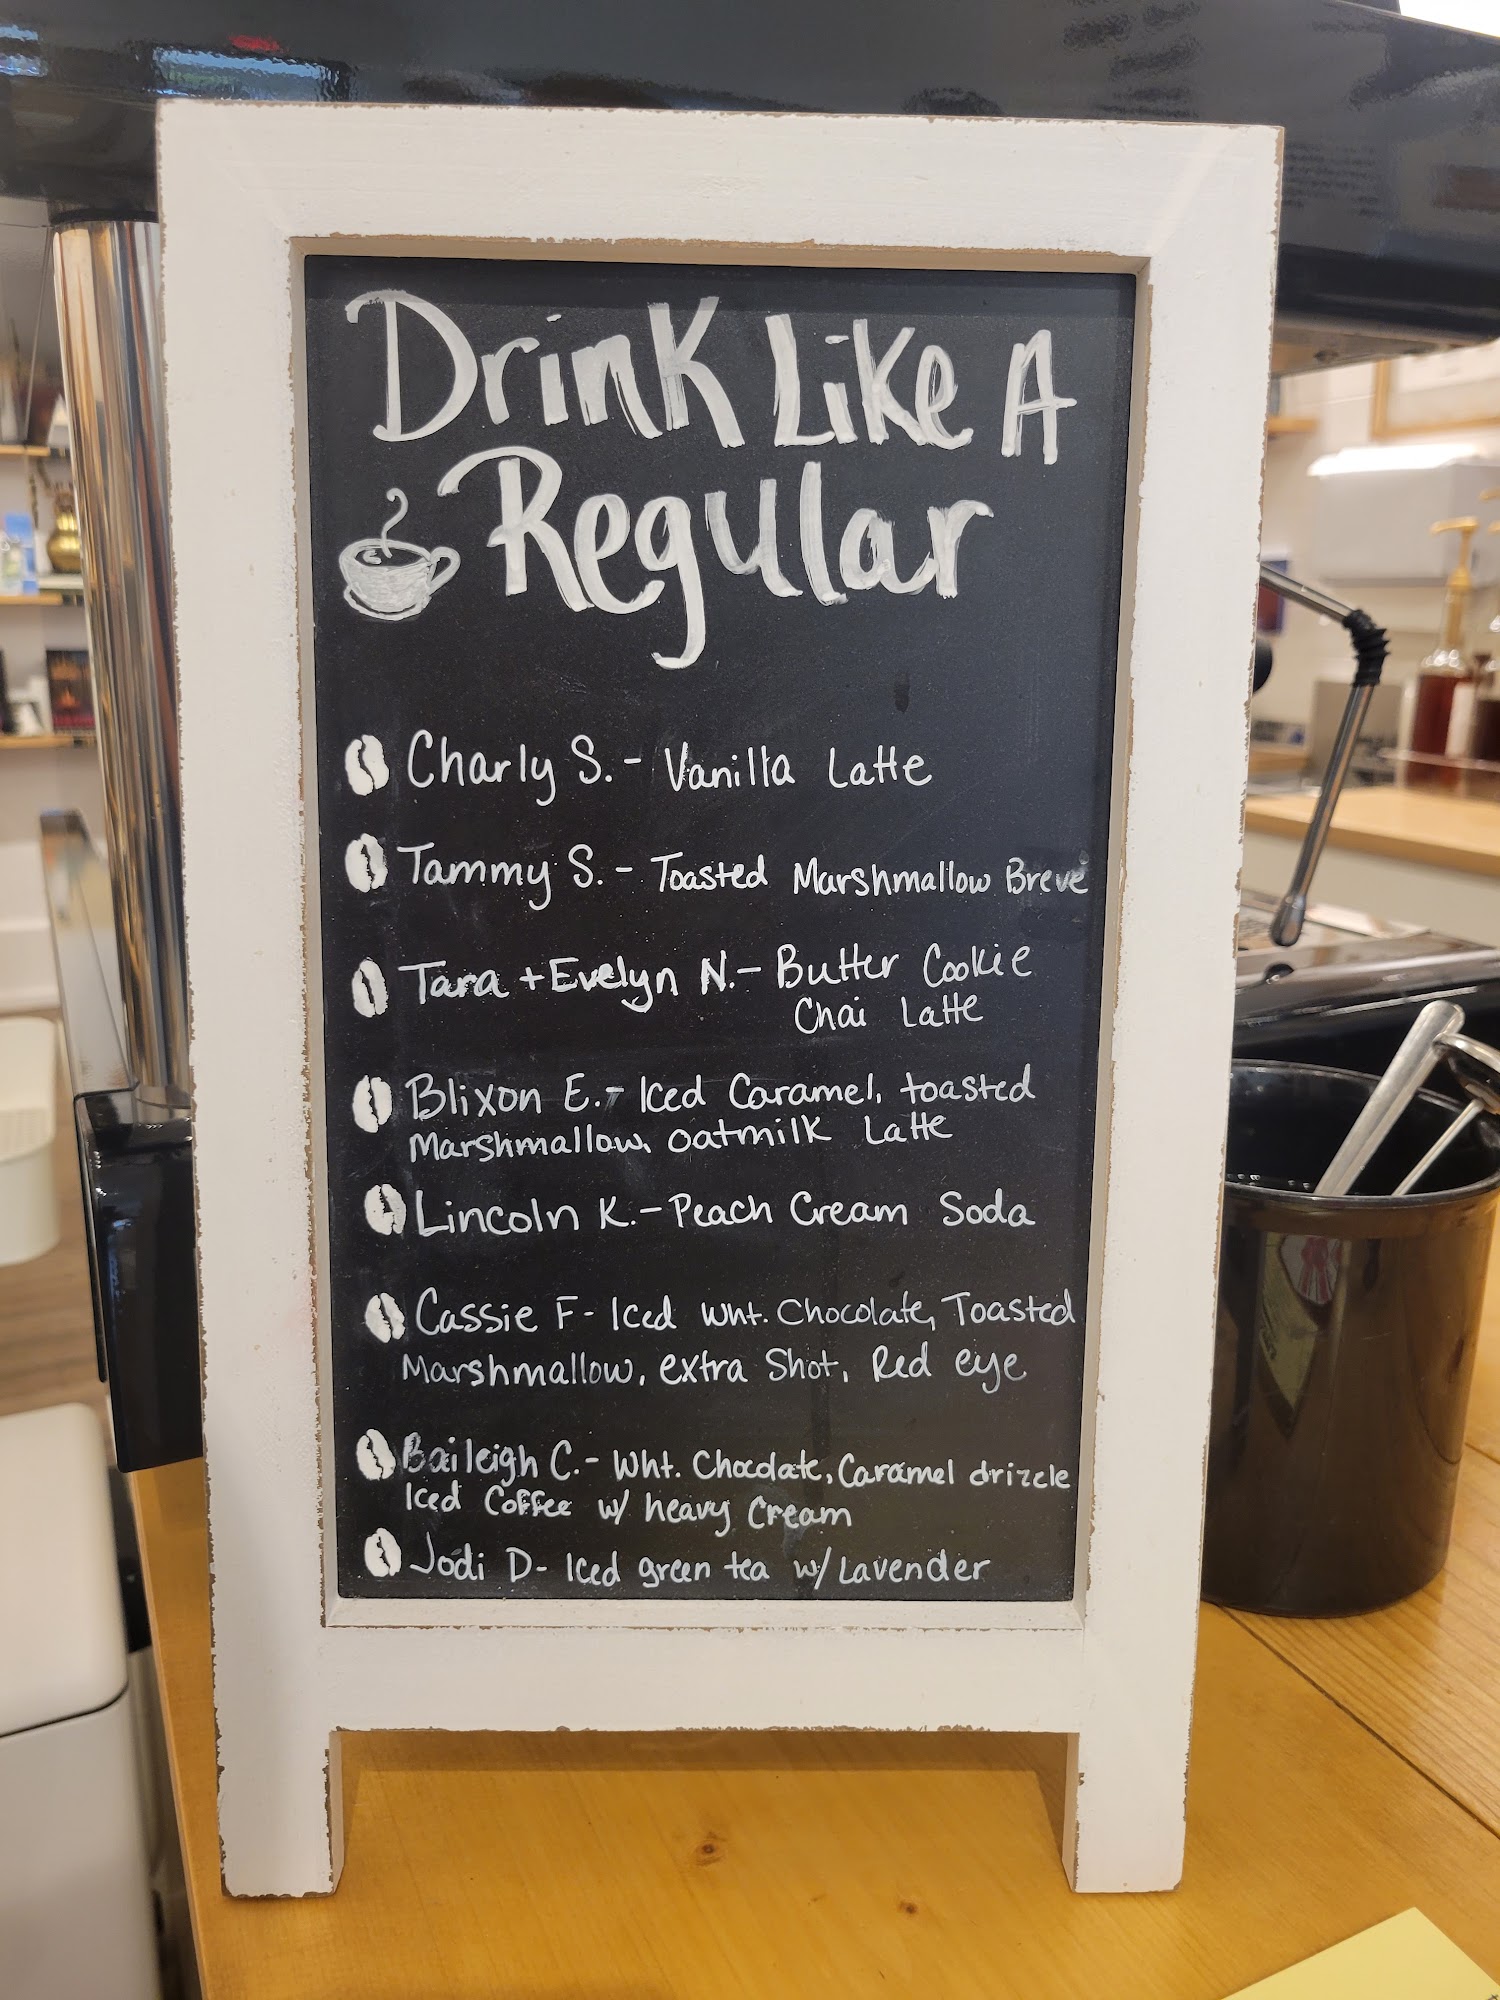 Drink Like A
Regular
Charly S. - Vanilla Latte
Tammy S. - Toasted Marshmallow Breve
Tara + Evelyn N. - Butter Cookie
Chai Latte
Blixon E. - Iced Caramel, toasted
Marshmallow, oatmilk Latte
Lincoln K. - Peach Cream Soda
Cassie F - Iced Wht. Chocolate, Toasted
Marshmallow, extra Shot, Red eye
Baileigh C. - Wht. Chocolate, Caramel drizzle
Iced Coffee w/ heavy Cream
Jodi D - Iced green tea w/ Lavender